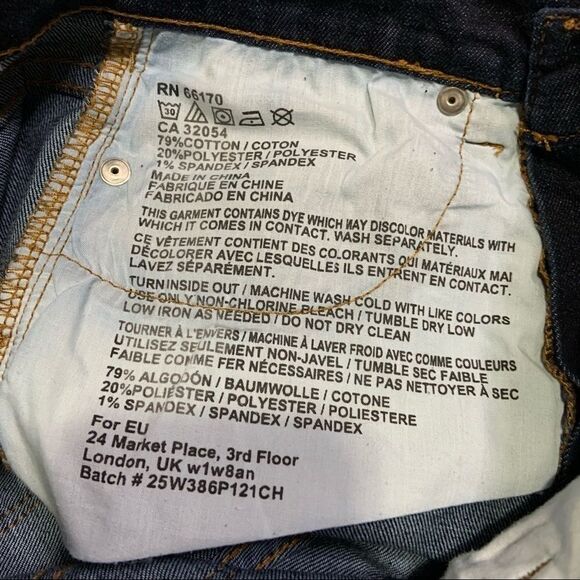 RN 66170
30
CA 32054
79%COTTON / COTON
20%POLYESTER / POLYESTER
1% SPANDEX / SPANDEX
MADE IN CHINA
FABRIQUE EN CHINE
FABRICADO EN CHINA
THIS GARMENT CONTAINS DYE WHICH MAY DISCOLOR MATERIALS WITH
WHICH IT COMES IN CONTACT. WASH SEPARATELY.
CE VÊTEMENT CONTIENT DES COLORANTS QUI MATÉRIAUX MAI
DÉCOLORER AVEC LESQUELLES ILS ENTRENT EN CONTACT.
LAVEZ SÉPARÉMENT.
TURN INSIDE OUT / MACHINE WASH COLD WITH LIKE COLORS
USE ONLY NON-CHLORINE BLEACH / TUMBLE DRY LOW
LOW IRON AS NEEDED / DO NOT DRY CLEAN
TOURNER À L'ENVERS / MACHINE À LAVER FROID AVEC COMME COULEURS
UTILISEZ SEULEMENT NON-JAVEL / TUMBLE SEC FAIBLE
FAIBLE COMME FER NÉCESSAIRES / NE PAS NETTOYER À SEC
79% ALGODÓN / BAUMWOLLE / COTONE
20%POLIESTER / POLYESTER / POLIESTERE
1% SPANDEX / SPANDEX / SPANDEX
For EU
24 Market Place, 3rd Floor
London, UK w1w8an
Batch # 25W386P121CH